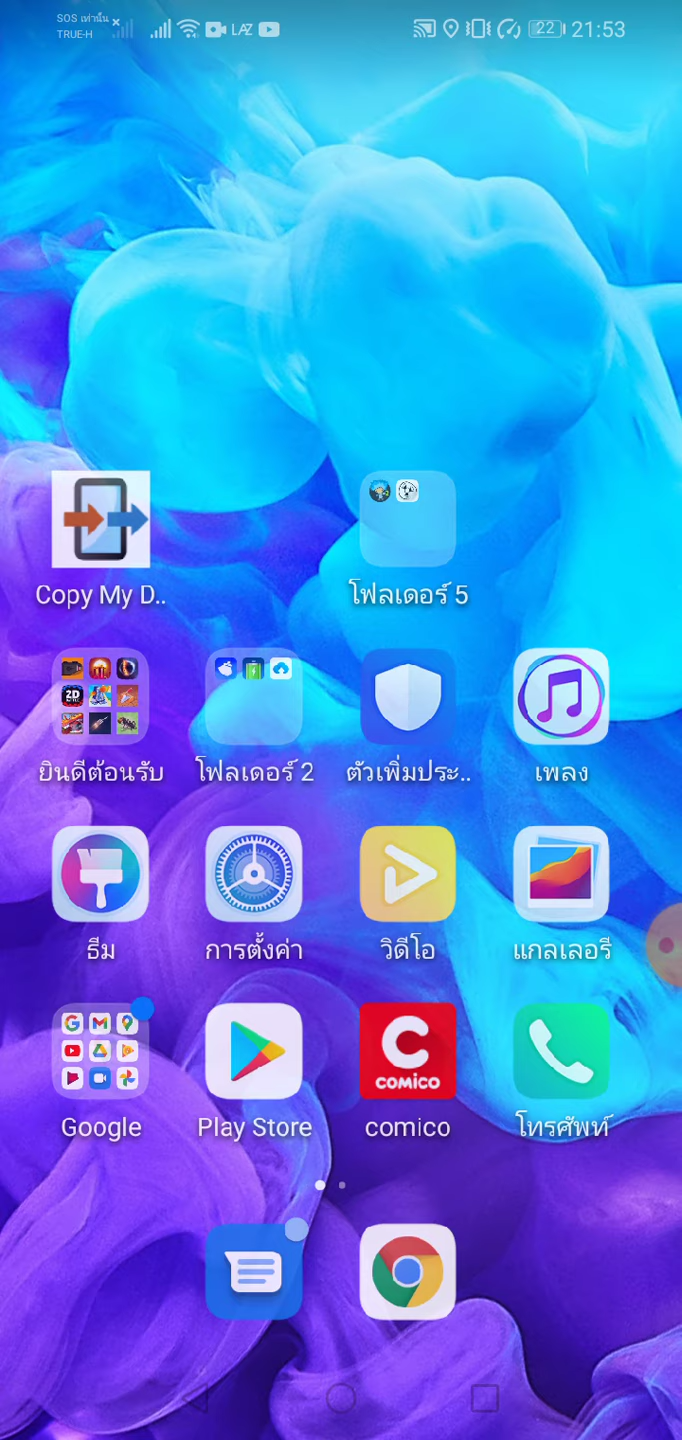 SOS เท่านั้น
TRUE-H
LAZ
22
21:53
Copy My D..
โฟลเดอร์ 5
2D
ยินดีต้อนรับ
โฟลเดอร์ 2
ตัวเพิ่มประ..
เพลง
ธีม
การตั้งค่า
วิดีโอ
แกลเลอรี
C
comico
Google
Play Store
comico
โทรศัพท์